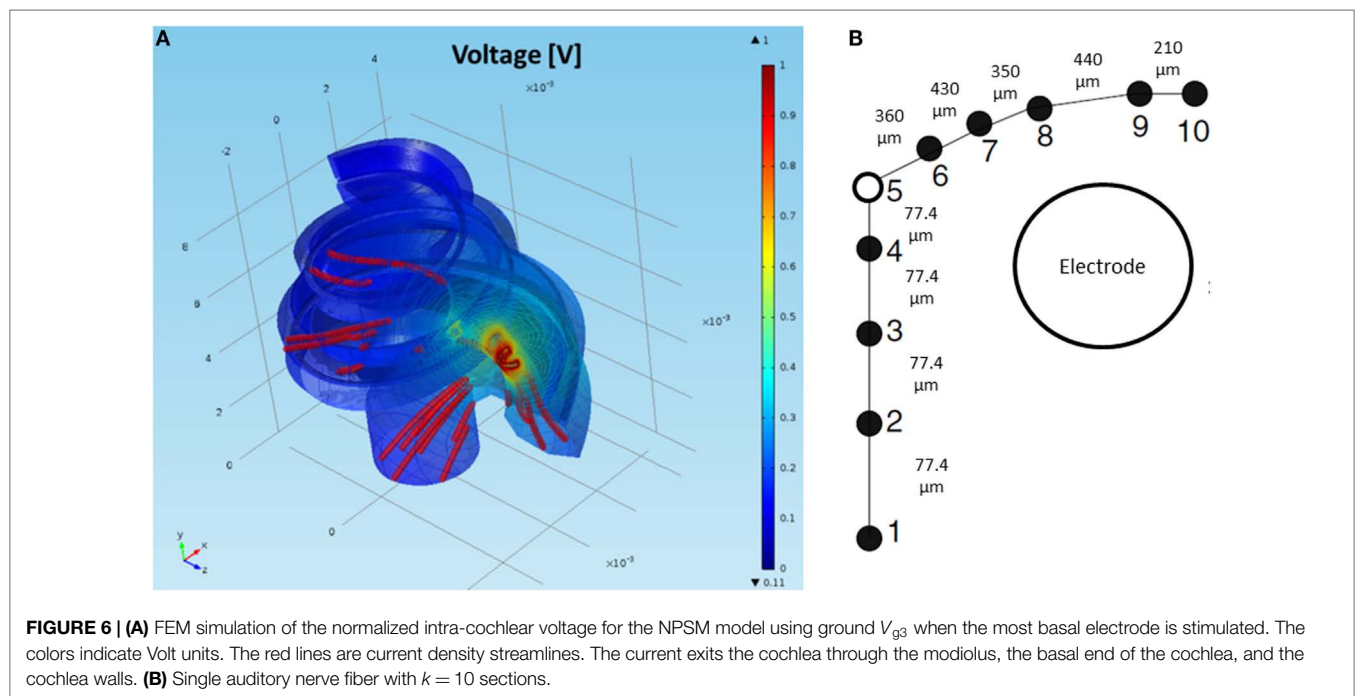 A
Voltage [V]
4
2
0
-2
×10⁻³
8
6
4
2
0
0
×10⁻³
×10⁻³
y
x
z
▲ 1
1
0.9
0.8
0.7
0.6
0.5
0.4
0.3
0.2
0.1
0
▼ 0.11
B
210
μm
440
μm
350
μm
430
μm
360
μm
10
9
8
7
6
5
77.4
μm
4
77.4
μm
3
77.4
μm
2
77.4
μm
1
Electrode
FIGURE 6 | (A) FEM simulation of the normalized intra-cochlear voltage for the NPSM model using ground Vg3 when the most basal electrode is stimulated. The
colors indicate Volt units. The red lines are current density streamlines. The current exits the cochlea through the modiolus, the basal end of the cochlea, and the
cochlea walls. (B) Single auditory nerve fiber with k = 10 sections.